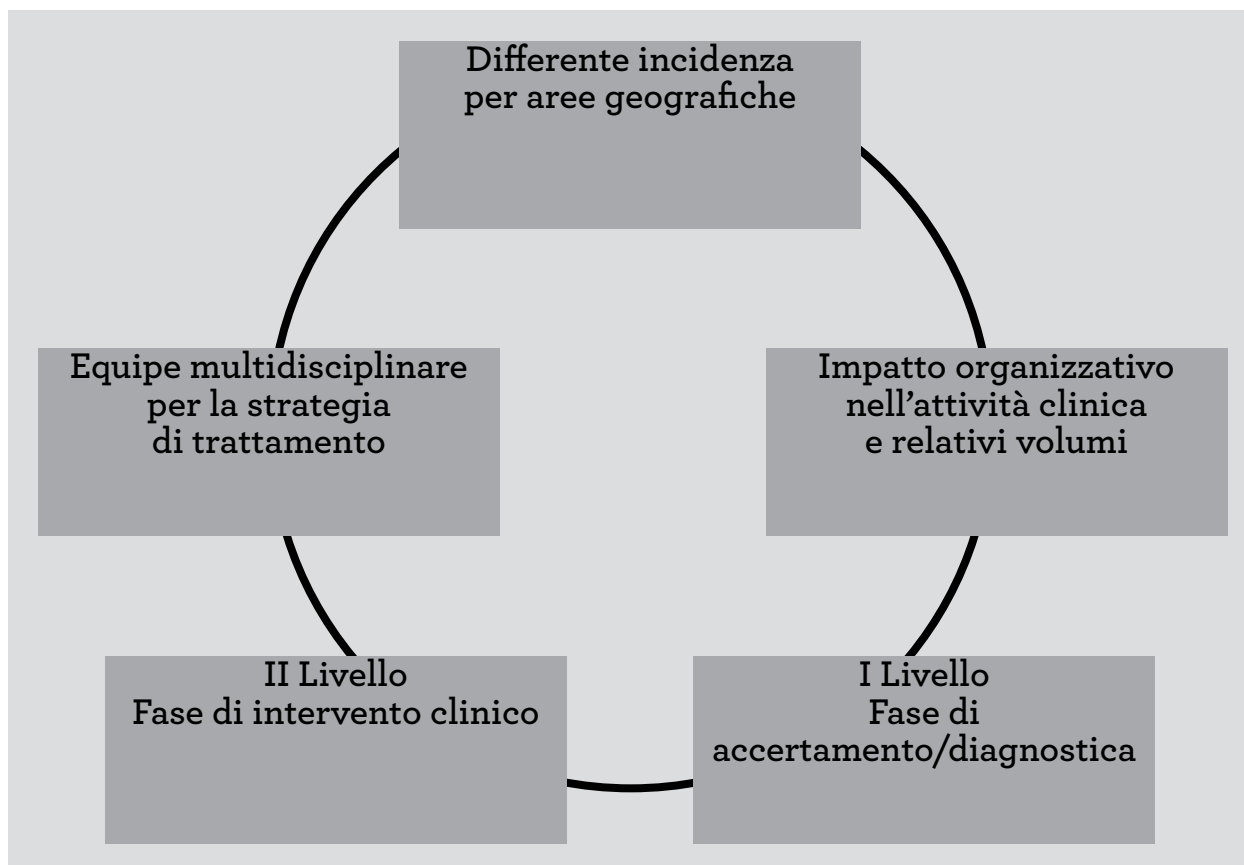 Differente incidenza
per aree geografiche
Equipe multidisciplinare
per la strategia
di trattamento
Impatto organizzativo
nell’attività clinica
e relativi volumi
II Livello
Fase di intervento clinico
I Livello
Fase di
accertamento/diagnostica